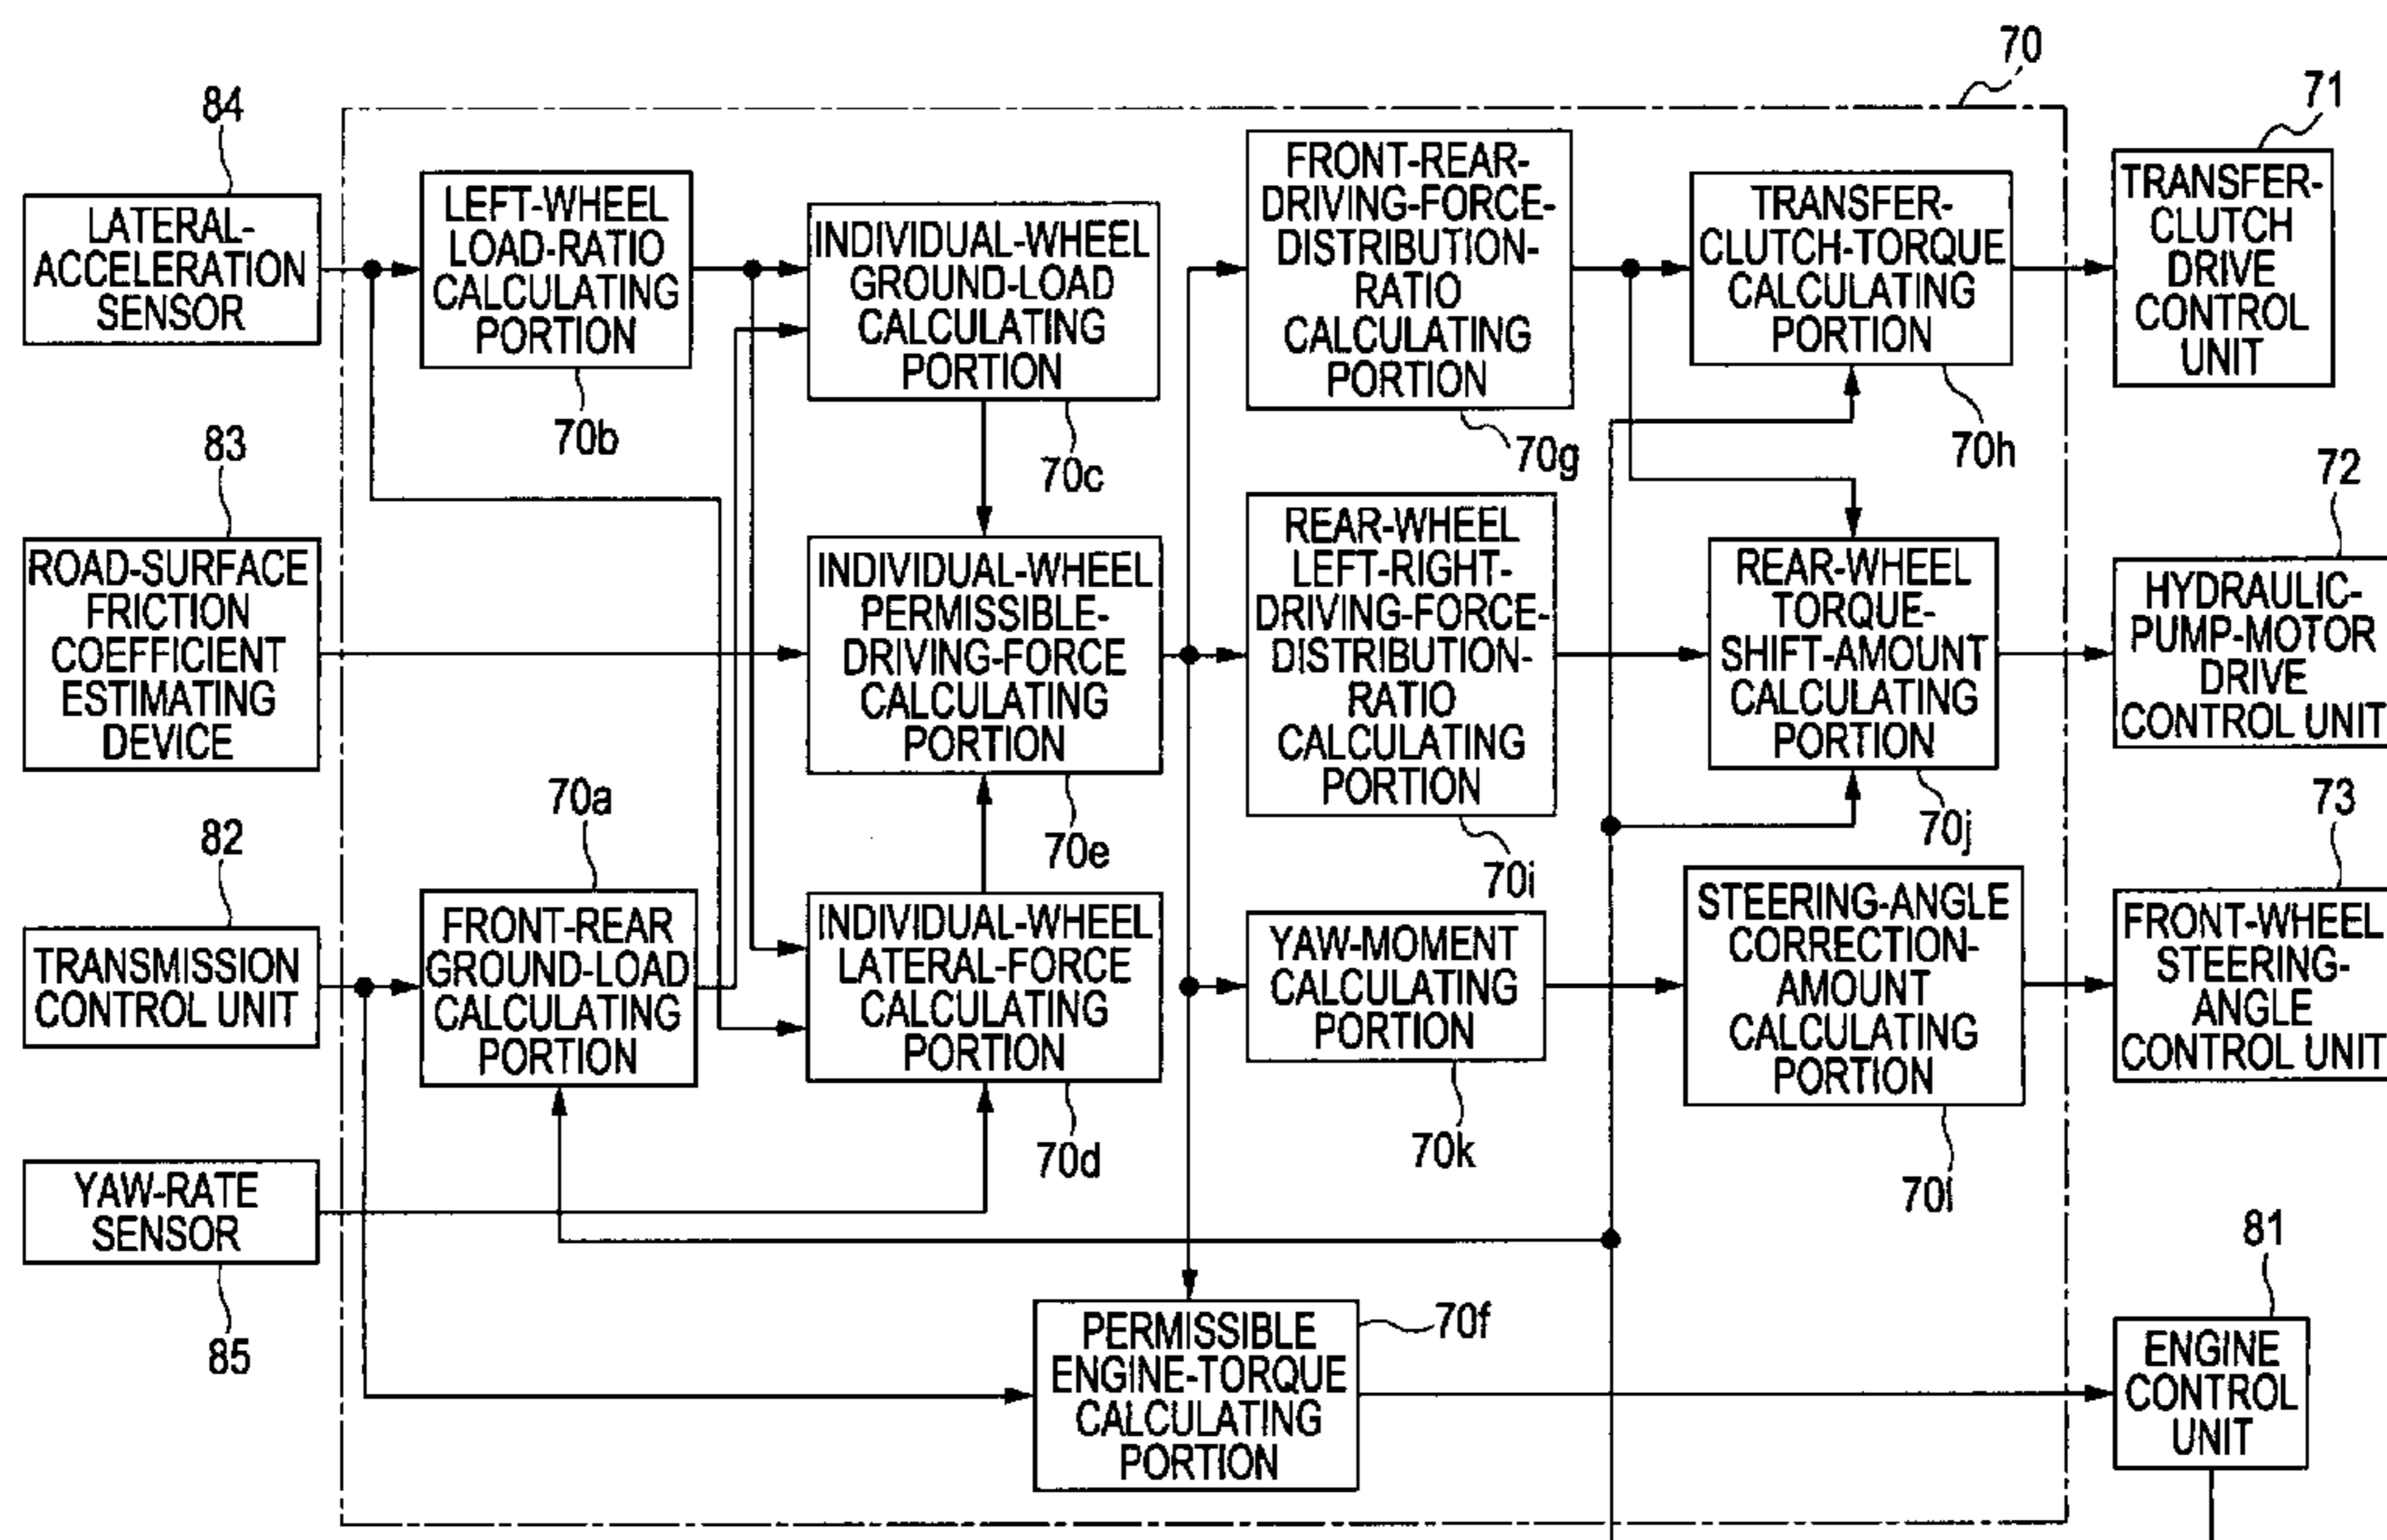 70
71
84
LATERAL-
ACCELERATION
SENSOR
LEFT-WHEEL
LOAD-RATIO
CALCULATING
PORTION
70b
INDIVIDUAL-WHEEL
GROUND-LOAD
CALCULATING
PORTION
70c
FRONT-REAR-
DRIVING-FORCE-
DISTRIBUTION-
RATIO
CALCULATING
PORTION
70g
TRANSFER-
CLUTCH-TORQUE
CALCULATING
PORTION
70h
TRANSFER-
CLUTCH
DRIVE
CONTROL
UNIT
83
ROAD-SURFACE
FRICTION
COEFFICIENT
ESTIMATING
DEVICE
INDIVIDUAL-WHEEL
PERMISSIBLE-
DRIVING-FORCE
CALCULATING
PORTION
70e
REAR-WHEEL
LEFT-RIGHT-
DRIVING-FORCE-
DISTRIBUTION-
RATIO
CALCULATING
PORTION
70i
REAR-WHEEL
TORQUE-
SHIFT-AMOUNT
CALCULATING
PORTION
70j
72
HYDRAULIC-
PUMP-MOTOR
DRIVE
CONTROL UNIT
82
TRANSMISSION
CONTROL UNIT
70a
FRONT-REAR
GROUND-LOAD
CALCULATING
PORTION
INDIVIDUAL-WHEEL
LATERAL-FORCE
CALCULATING
PORTION
70d
YAW-MOMENT
CALCULATING
PORTION
70k
STEERING-ANGLE
CORRECTION-
AMOUNT
CALCULATING
PORTION
70l
73
FRONT-WHEEL
STEERING-
ANGLE
CONTROL UNIT
YAW-RATE
SENSOR
85
PERMISSIBLE
ENGINE-TORQUE
CALCULATING
PORTION
70f
81
ENGINE
CONTROL
UNIT